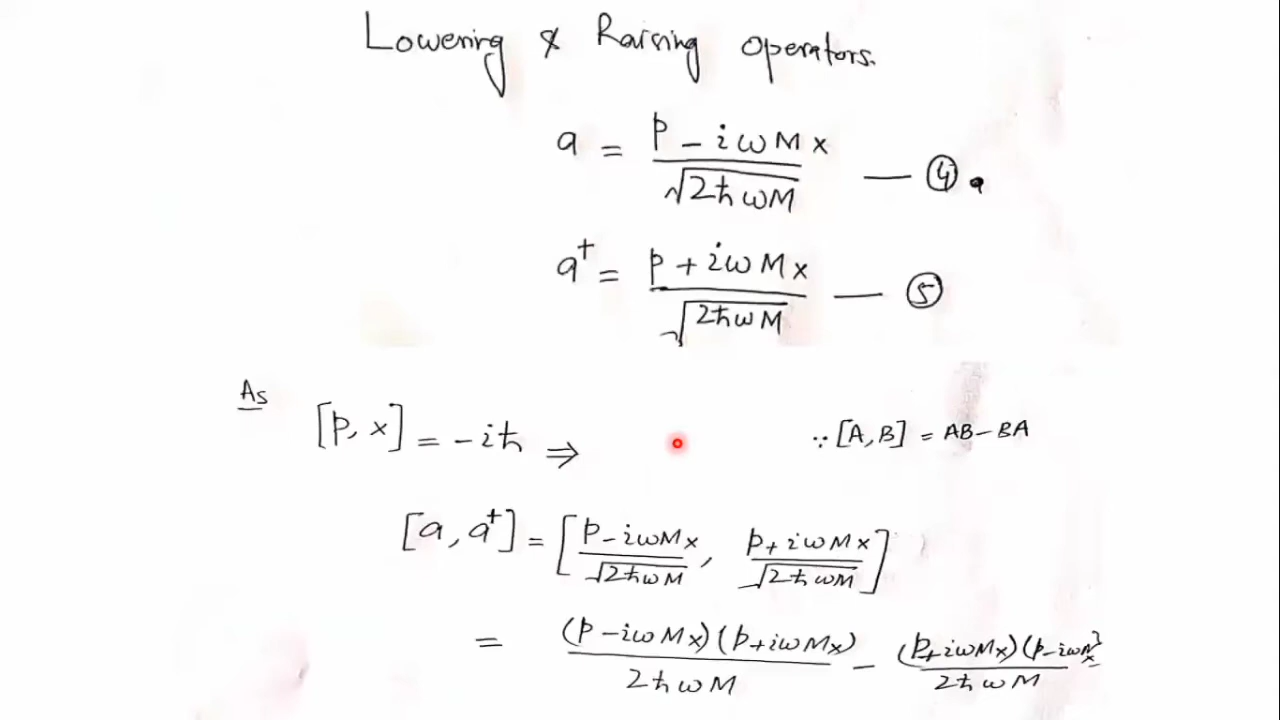 Lowering & Raising operators.
a = (p - iωMx) / √(2ħωM) — ④.
a† = (p + iωMx) / √(2ħωM) — ⑤
As
[p, x] = -iħ ⇒ ∵ [A, B] = AB - BA
[a, a†] = [(p - iωMx) / √(2ħωM), (p + iωMx) / √(2ħωM)]
= (p - iωMx)(p + iωMx) / 2ħωM - (p + iωMx)(p - iωMx) / 2ħωM